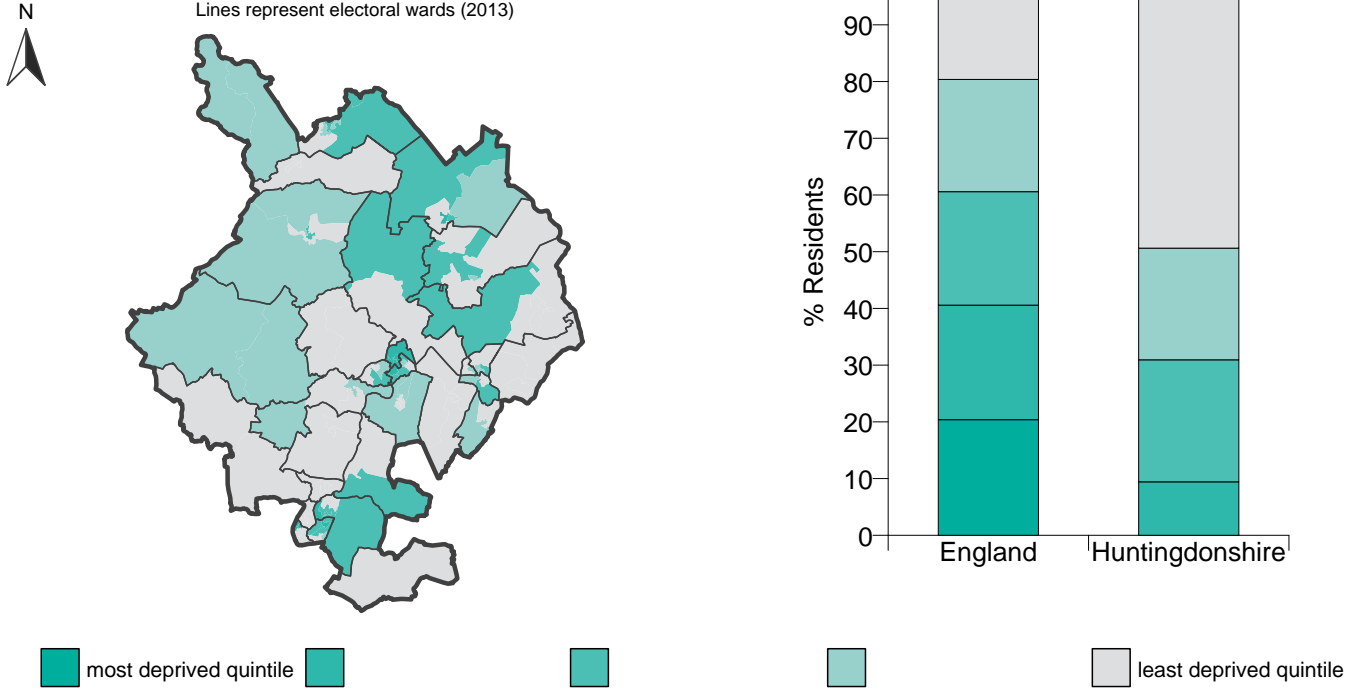 N
Lines represent electoral wards (2013)
% Residents
90
80
70
60
50
40
30
20
10
0
England
Huntingdonshire
most deprived quintile
least deprived quintile